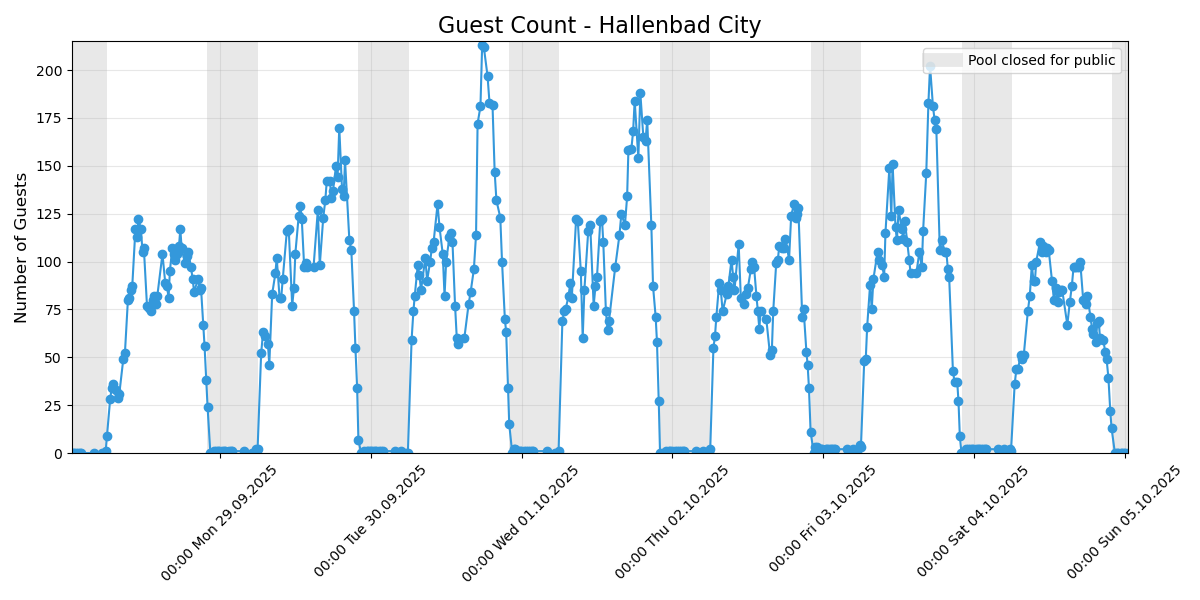 Guest Count - Hallenbad City
Pool closed for public
Number of Guests
200
175
150
125
100
75
50
25
0
00:00 Mon 29.09.2025
00:00 Tue 30.09.2025
00:00 Wed 01.10.2025
00:00 Thu 02.10.2025
00:00 Fri 03.10.2025
00:00 Sat 04.10.2025
00:00 Sun 05.10.2025